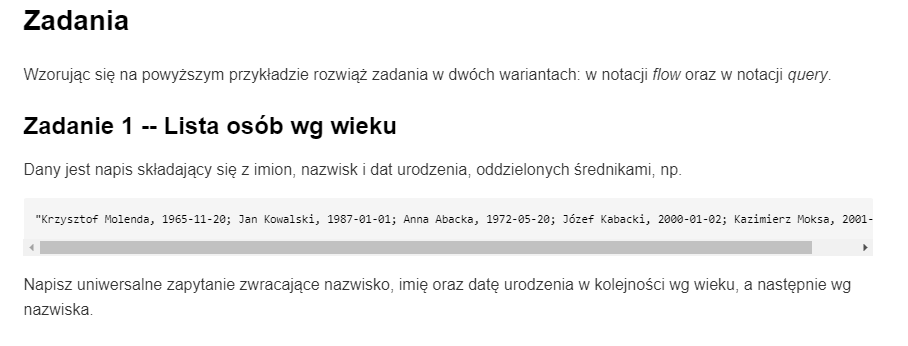 Zadania
Wzorując się na powyższym przykładzie rozwiąż zadania w dwóch wariantach: w notacji flow oraz w notacji query.
Zadanie 1 -- Lista osób wg wieku
Dany jest napis składający się z imion, nazwisk i dat urodzenia, oddzielonych średnikami, np.
"Krzysztof Molenda, 1965-11-20; Jan Kowalski, 1987-01-01; Anna Abacka, 1972-05-20; Józef Kabacki, 2000-01-02; Kazimierz Moksa, 2001-
Napisz uniwersalne zapytanie zwracające nazwisko, imię oraz datę urodzenia w kolejności wg wieku, a następnie wg
nazwiska.